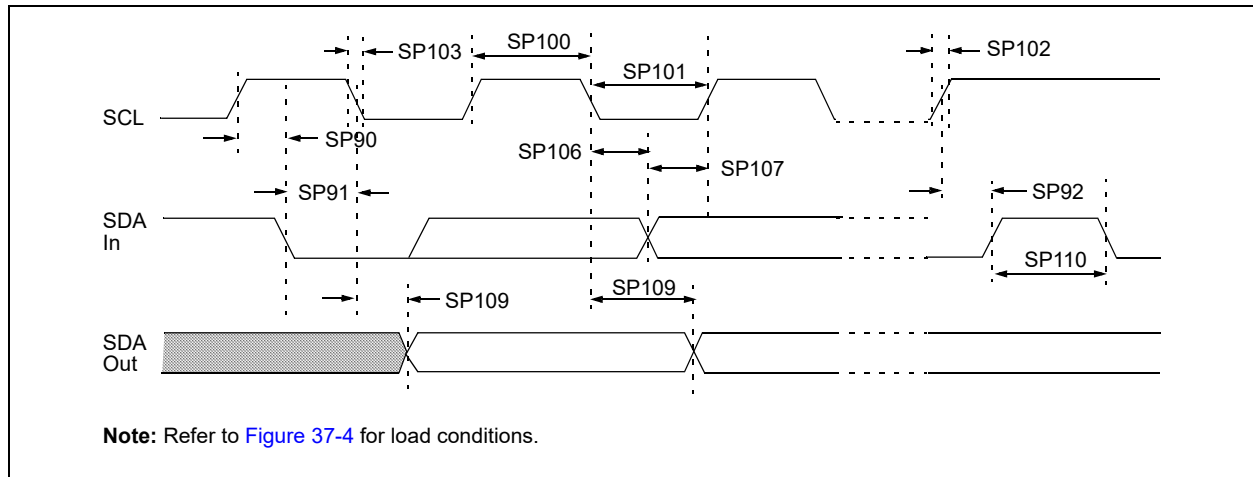 SP103
SP100
SP102
SP101
SCL
SP90
SP106
SP107
SP91
SP92
SDA
In
SP110
SP109
SP109
SDA
Out
Note: Refer to Figure 37-4 for load conditions.